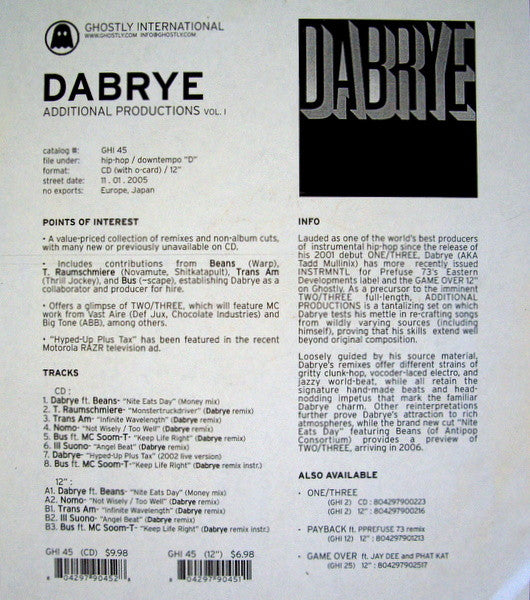 GHOSTLY INTERNATIONAL
WWW.GHOSTLY.COM INFO@GHOSTLY.COM
DABRYE
ADDITIONAL PRODUCTIONS VOL. 1
DABRYE
catalog #: GHI 45
file under: hip-hop / downtempo "D"
format: CD (with o-card) / 12"
street date: 11 . 01 . 2005
no exports: Europe, Japan
POINTS OF INTEREST
• A value-priced collection of remixes and non-album cuts,
with many new or previously unavailable on CD.
• Includes contributions from Beans (Warp),
T. Raumschmiere (Novamute, Shitkatapult), Trans Am
(Thrill Jockey), and Bus (~scape), establishing Dabrye as a
collaborator and producer for hire.
• Offers a glimpse of TWO/THREE, which will feature MC
work from Vast Aire (Def Jux, Chocolate Industries) and
Big Tone (ABB), among others.
• "Hyped-Up Plus Tax" has been featured in the recent
Motorola RAZR television ad.
TRACKS
CD :
1. Dabrye ft. Beans- "Nite Eats Day" (Money mix)
2. T. Raumschmiere- "Monstertruckdriver" (Dabrye remix)
3. Trans Am- "Infinite Wavelength" (Dabrye remix)
4. Nomo- "Not Wisely / Too Well" (Dabrye remix)
5. Bus ft. MC Soom-T- "Keep Life Right" (Dabrye remix)
6. Ill Suono- "Angel Beat" (Dabrye remix)
7. Dabrye- "Hyped-Up Plus Tax" (2002 live version)
8. Bus ft. MC Soom-T- "Keep Life Right" (Dabrye remix instr.)
12" :
A1. Dabrye ft. Beans- "Nite Eats Day" (Money mix)
A2. Nomo- "Not Wisely / Too Well" (Dabrye remix)
B1. Trans Am- "Infinite Wavelength" (Dabrye remix)
B2. Ill Suono- "Angel Beat" (Dabrye remix)
B3. Bus ft. MC Soom-T- "Keep Life Right" (Dabrye remix instr.)
GHI 45 (CD) $9.98
GHI 45 (12") $6.98
8 04297 90452
8 04297 90451
INFO
Lauded as one of the world's best producers
of instrumental hip-hop since the release of
his 2001 debut ONE/THREE, Dabrye (AKA
Tadd Mullinix) has more recently issued
INSTRMNTL for Prefuse 73's Eastern
Developments label and the GAME OVER 12"
on Ghostly. As a precursor to the imminent
TWO/THREE full-length, ADDITIONAL
PRODUCTIONS is a tantalizing set on which
Dabrye tests his mettle in re-crafting songs
from wildly varying sources (including
himself), proving that his skills extend well
beyond original composition.
Loosely guided by his source material,
Dabrye's remixes offer different strains of
gritty clunk-hop, vocoder-laced electro, and
jazzy world-beat, while all retain the
signature hand-made beats and head-
nodding impetus that mark the familiar
Dabrye charm. Other reinterpretations
further prove Dabrye's attraction to rich
atmospheres, while the brand new cut "Nite
Eats Day" featuring Beans (of Antipop
Consortium) provides a preview of
TWO/THREE, arriving in 2006.
ALSO AVAILABLE
• ONE/THREE
(GHI 2) CD : 804297900223
(GHI 2) 12" : 804297900216
• PAYBACK ft. PPREFUSE 73 remix
(GHI 12) 12" : 804297901213
• GAME OVER ft. JAY DEE and PHAT KAT
(GHI 25) 12" : 804297902517